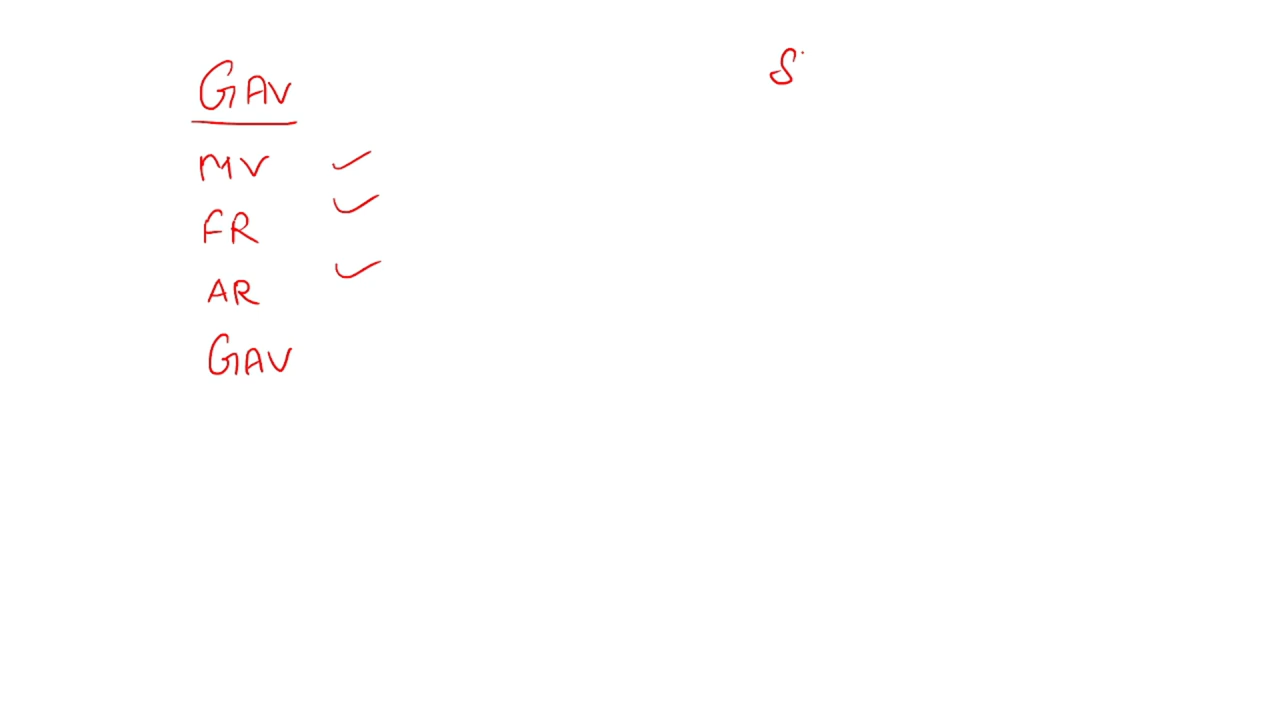 GAV
MV ✓
FR ✓
AR ✓
GAV
S